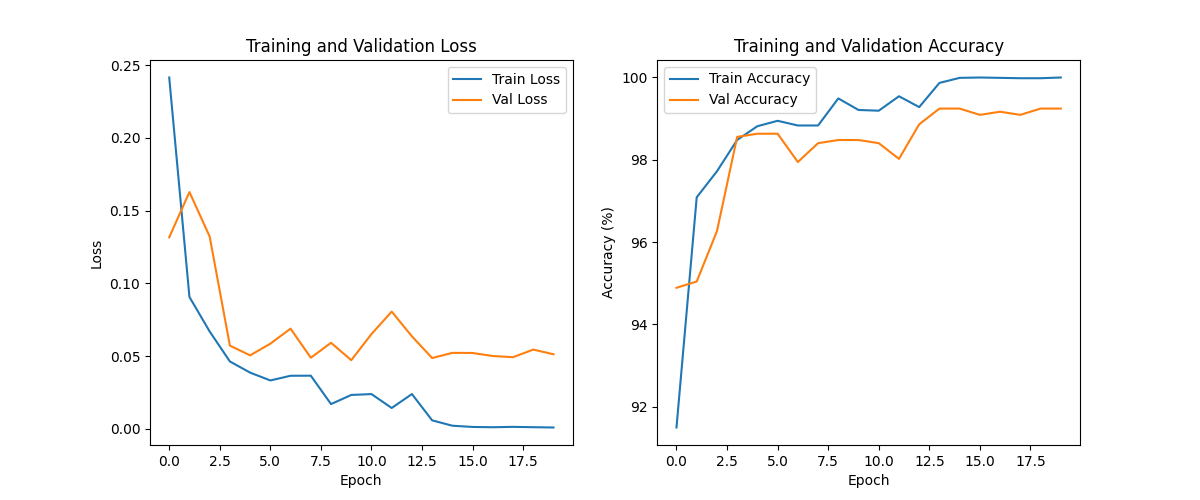 Training and Validation Loss
Train Loss
Val Loss
0.25
0.20
0.15
0.10
0.05
0.00
Loss
0.0 2.5 5.0 7.5 10.0 12.5 15.0 17.5
Epoch
Training and Validation Accuracy
Train Accuracy
Val Accuracy
100
98
96
94
92
Accuracy (%)
0.0 2.5 5.0 7.5 10.0 12.5 15.0 17.5
Epoch